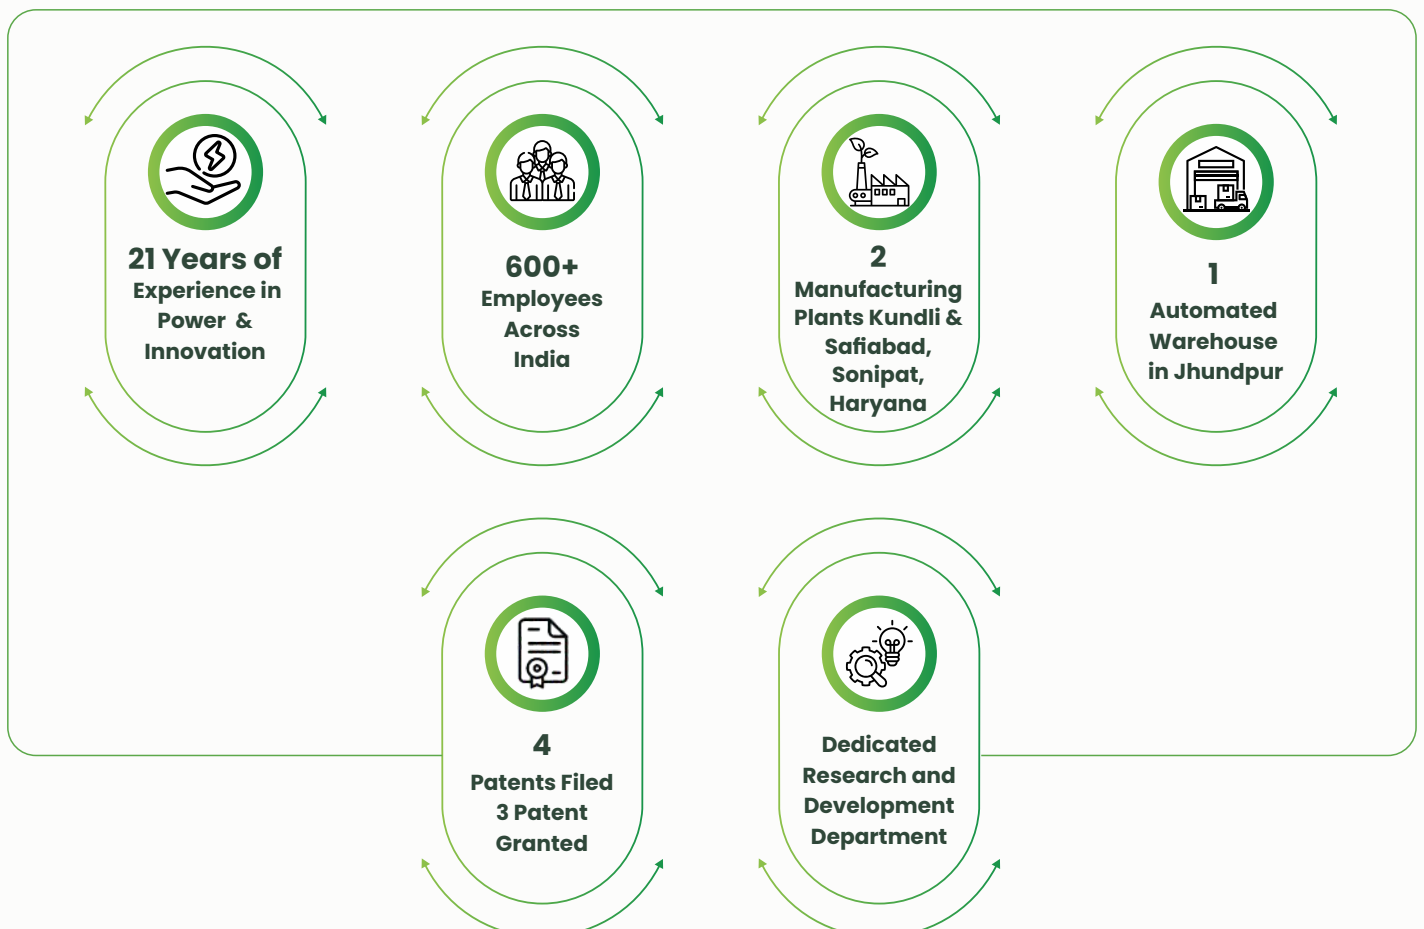 21 Years of
Experience in
Power & 
Innovation
600+
Employees
Across
India
2
Manufacturing
Plants Kundli &
Safiabad,
Sonipat,
Haryana
1
Automated
Warehouse
in Jhundpur
4
Patents Filed
3 Patent
Granted
Dedicated
Research and
Development
Department